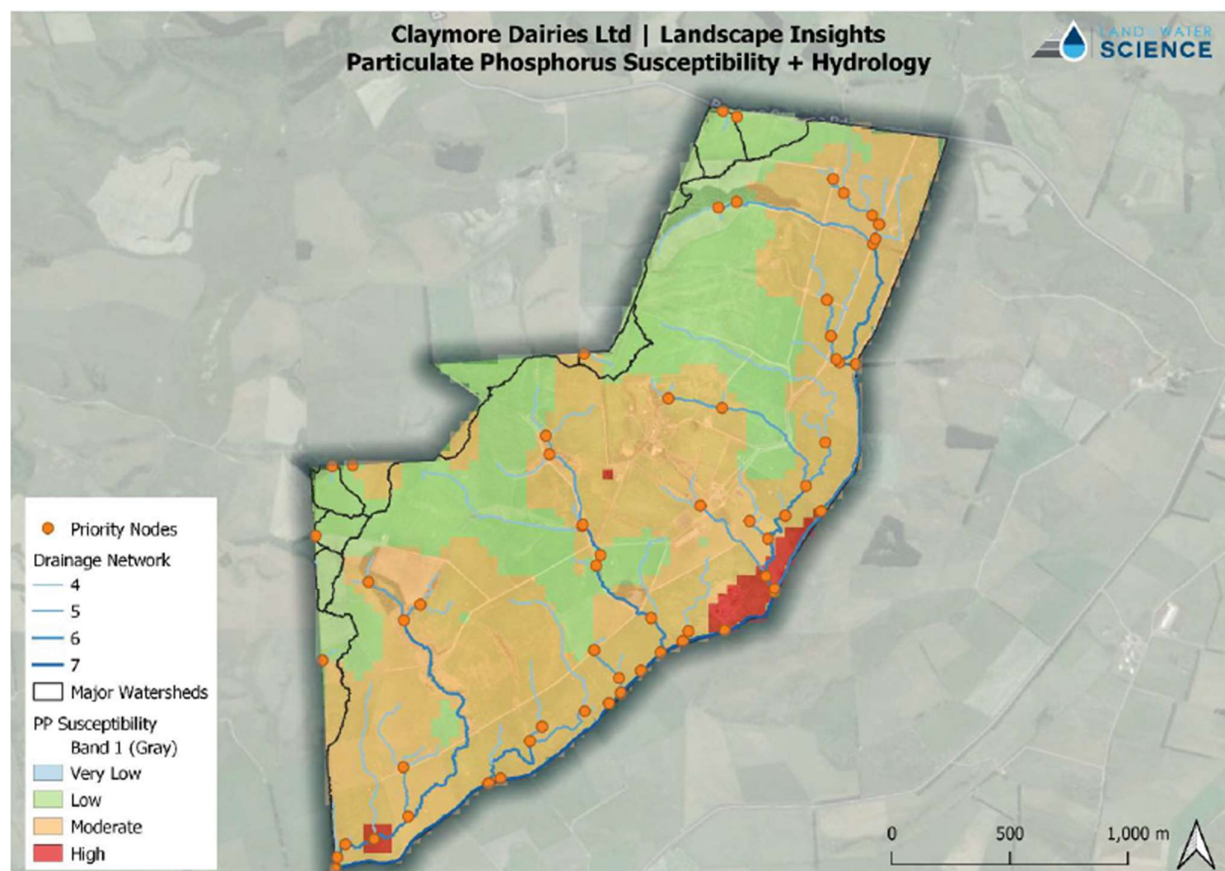 Claymore Dairies Ltd | Landscape Insights
Particulate Phosphorus Susceptibility + Hydrology
LAND & WATER
SCIENCE
Priority Nodes
Drainage Network
4
5
6
7
Major Watersheds
PP Susceptibility
Band 1 (Gray)
Very Low
Low
Moderate
High
0 500 1,000 m